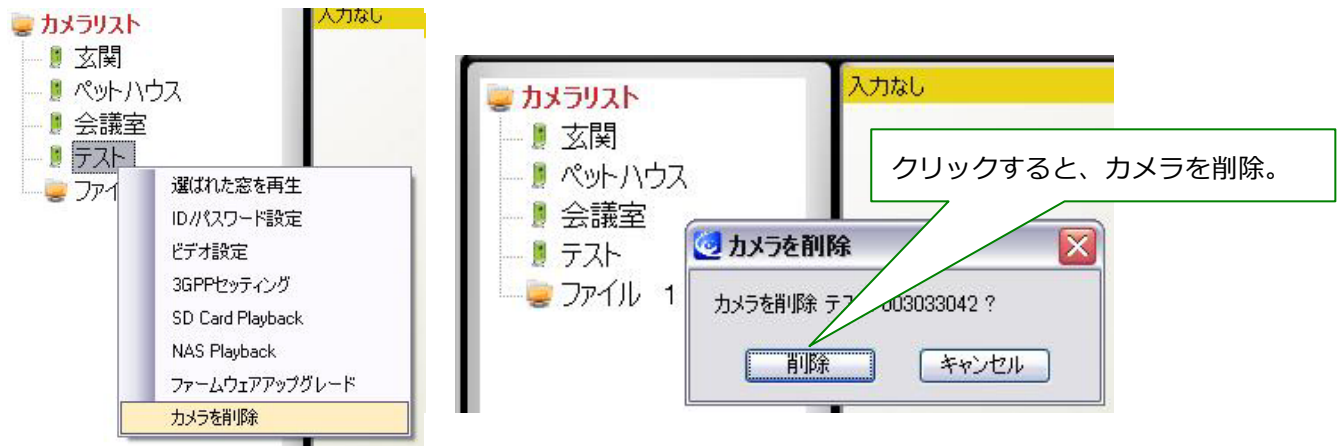 カメラリスト
入力なし
玄関
ペットハウス
会議室
テスト
ファイ
選ばれた窓を再生
ID/パスワード設定
ビデオ設定
3GPPセッティング
SD Card Playback
NAS Playback
ファームウェアアップグレード
カメラを削除
カメラリスト
入力なし
玄関
ペットハウス
会議室
テスト
ファイル 1
クリックすると、カメラを削除。
カメラを削除
カメラを削除 テス 003033042 ?
削除
キャンセル